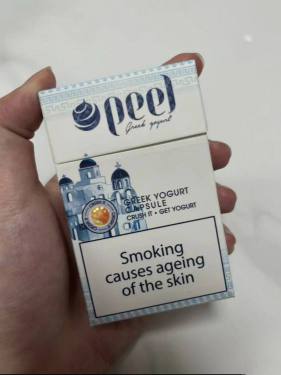 peel
Greek yogurt
GREEK YOGURT
CAPSULE
CRUSH IT • GET YOGURT
Smoking
causes ageing
of the skin